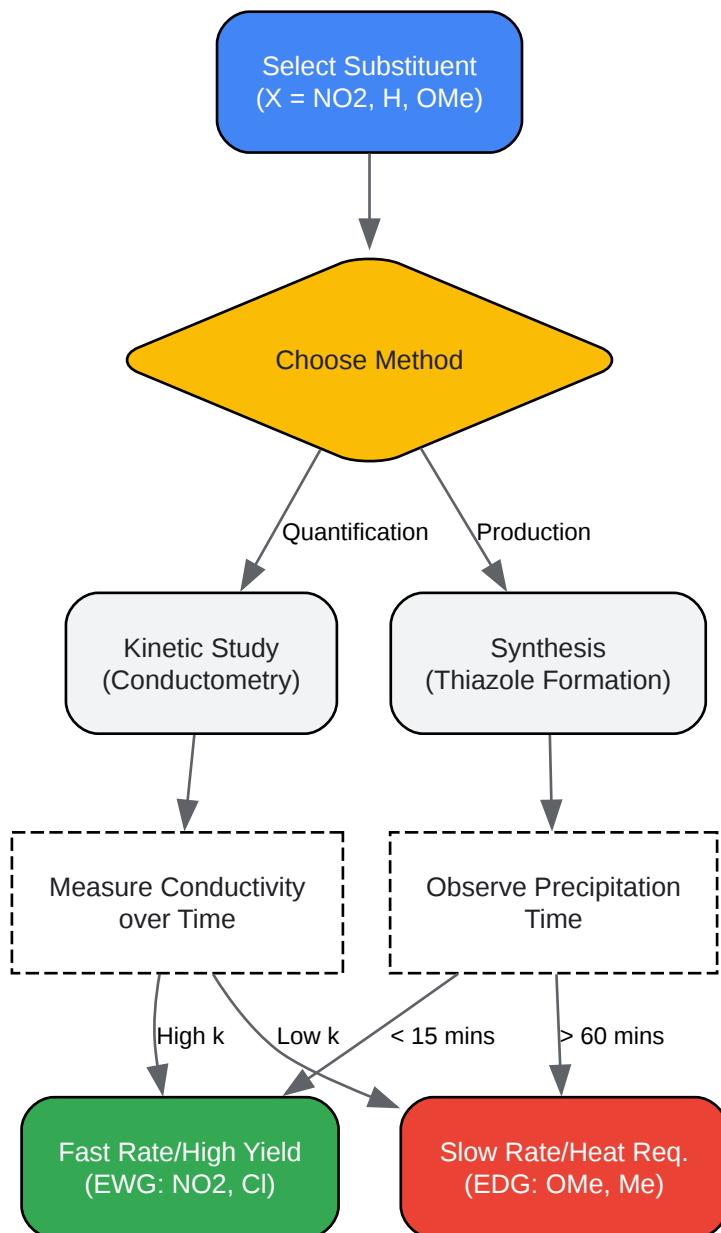 Select Substituent
(X = NO2, H, OMe)
Choose Method
Quantification
Production
Kinetic Study
(Conductometry)
Synthesis
(Thiazole Formation)
Measure Conductivity
over Time
Observe Precipitation
Time
High k
Low k
< 15 mins
> 60 mins
Fast Rate/High Yield
(EWG: NO2, Cl)
Slow Rate/Heat Req.
(EDG: OMe, Me)